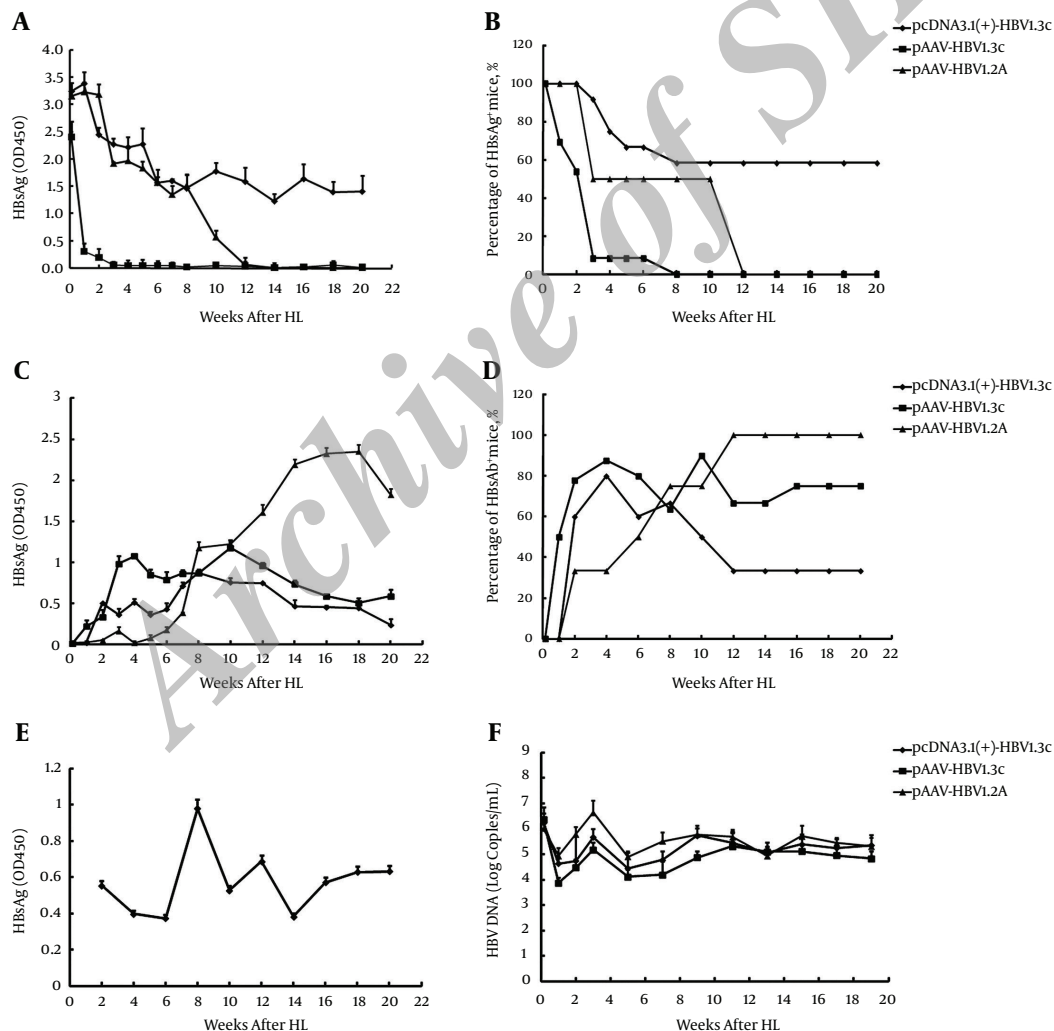 Archive of SI
A
HBsAg (OD450)
4.0
3.5
3.0
2.5
2.0
1.5
1.0
0.5
0.0
0 2 4 6 8 10 12 14 16 18 20 22
Weeks After HL
B
pcDNA3.1(+)-HBV1.3c
pAAV-HBV1.3c
pAAV-HBV1.2A
Percentage of HBsAg⁺mice, %
120
100
80
60
40
20
0
0 2 4 6 8 10 12 14 16 18 20
Weeks After HL
C
HBsAg (OD450)
3
2.5
2
1.5
1
0.5
0
0 2 4 6 8 10 12 14 16 18 20 22
Weeks After HL
D
pcDNA3.1(+)-HBV1.3c
pAAV-HBV1.3c
pAAV-HBV1.2A
Percentage of HBsAb⁺mice,%
120
100
80
60
40
20
0
0 2 4 6 8 10 12 14 16 18 20 22
Weeks After HL
E
HBsAg (OD450)
1.2
1
0.8
0.6
0.4
0.2
0
0 2 4 6 8 10 12 14 16 18 20 22
Weeks After HL
F
pcDNA3.1(+)-HBV1.3c
pAAV-HBV1.3c
pAAV-HBV1.2A
HBV DNA (Log Coples/mL)
9
8
7
6
5
4
3
2
1
0
0 2 4 6 8 10 12 14 16 18 20
Weeks After HL